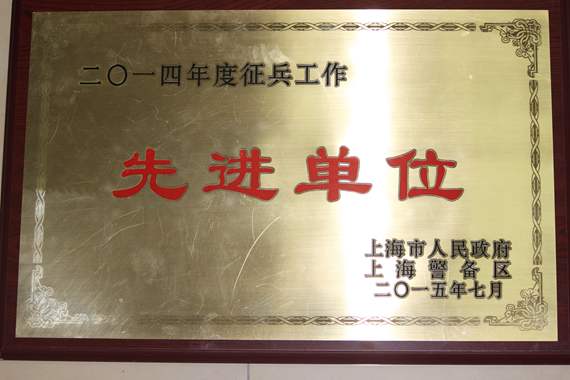 二〇一四年度征兵工作
先进单位
上海市人民政府
上海警备区
二〇一五年七月